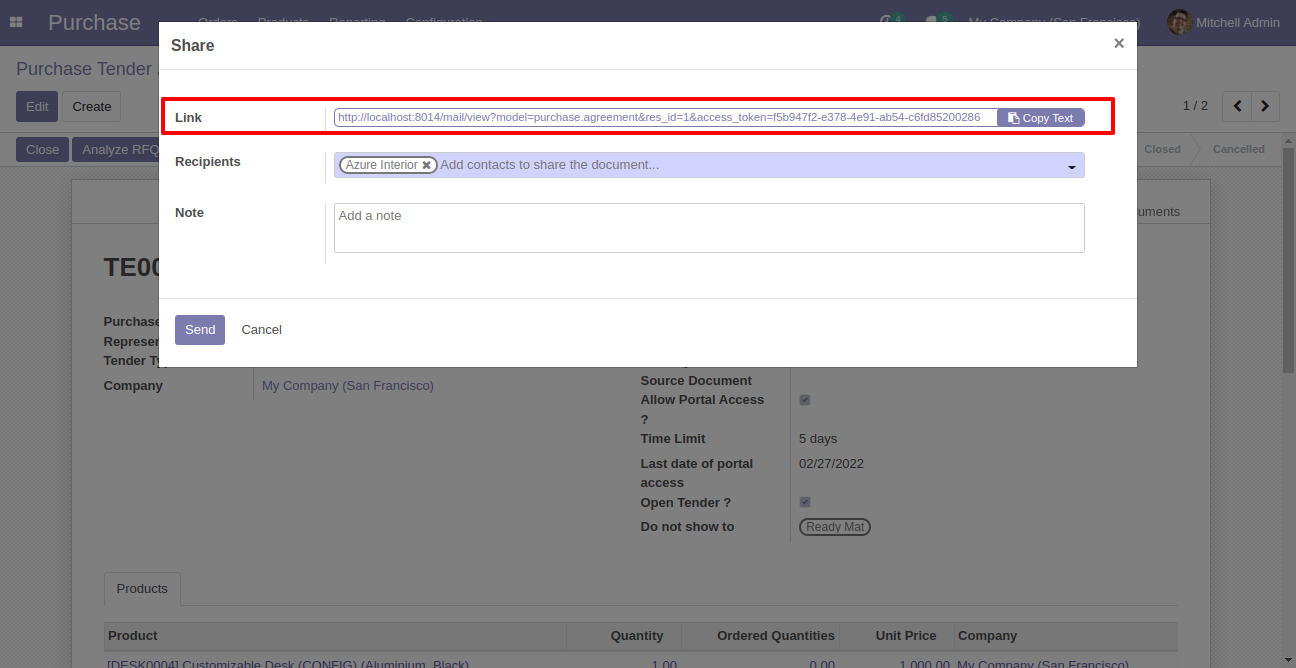 Purchase Orders Products Reporting Configuration 4 5 My Company (San Francisco) Mitchell Admin
Share ×
Purchase Tender
Edit Create 1 / 2
Link http://localhost:8014/mail/view?model=purchase.agreement&res_id=1&access_token=f5b947f2-e378-4e91-ab54-c6fd85200286 Copy Text
Close Analyze RFQ Closed Cancelled
Recipients Azure Interior ✖ Add contacts to share the document...
Note Add a note
uments
TE00
Purchase
Represen
Tender Ty
Send Cancel
Company My Company (San Francisco)
Source Document
Allow Portal Access
?
Time Limit 5 days
Last date of portal 02/27/2022
access
Open Tender ?
Do not show to Ready Mat
Products
Product Quantity Ordered Quantities Unit Price Company
[DESK0004] Customizable Desk (CONFIG) (Aluminium, Black) 1.00 0.00 1,000.00 My Company (San Francisco)